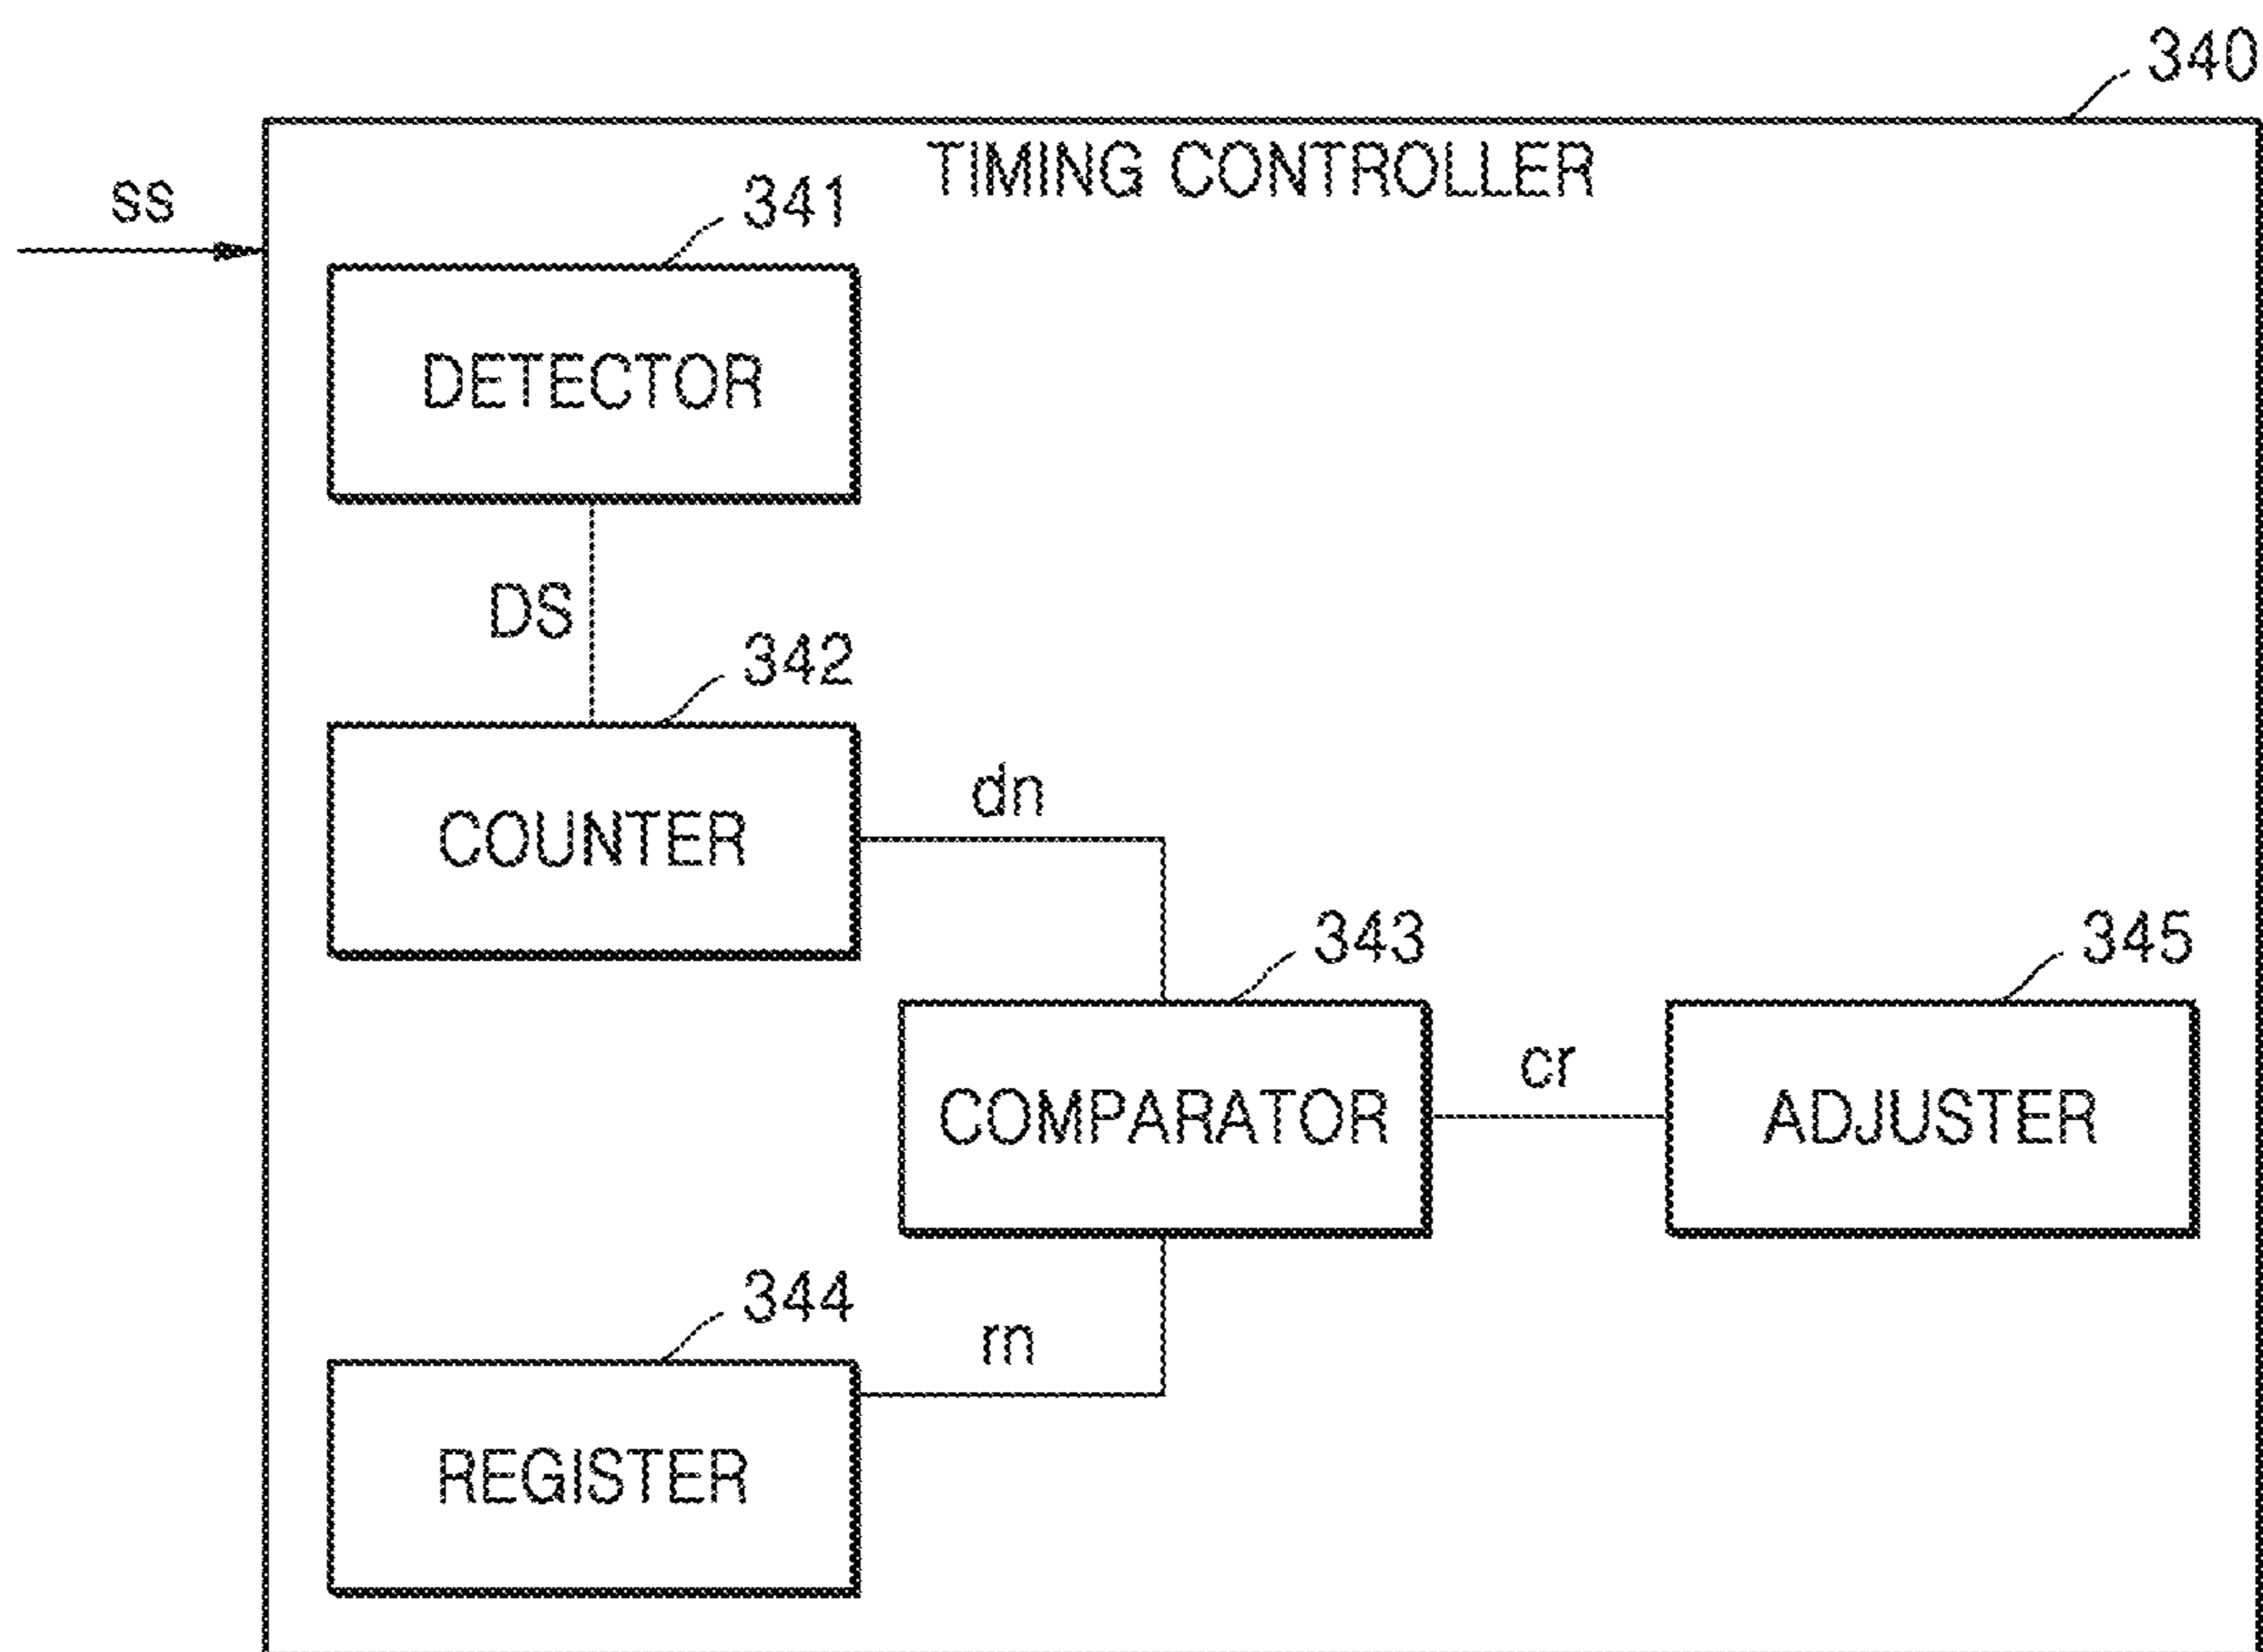 340
TIMING CONTROLLER
ss
341
DETECTOR
DS
342
COUNTER
dn
343
345
COMPARATOR
cr
ADJUSTER
344
rn
REGISTER